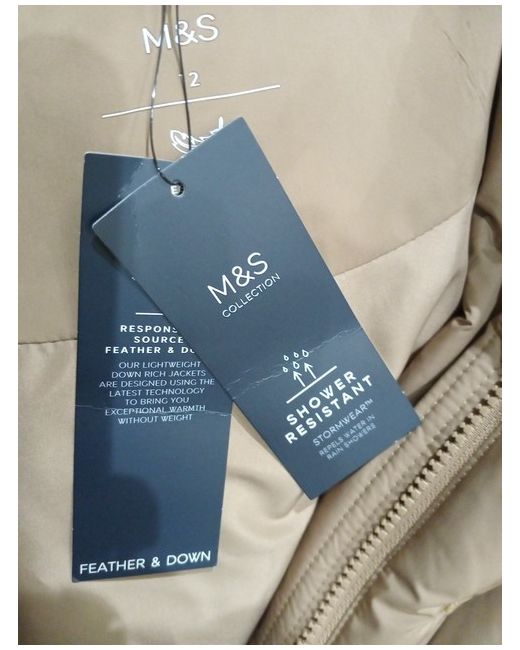 M&S
12
M&S
COLLECTION
SHOWER
RESISTANT
STORMWEAR™
REPELS WATER IN
RAIN SHOWERS
RESPONS
SOURCE
FEATHER & DO
OUR LIGHTWEIGHT
DOWN RICH JACKETS
ARE DESIGNED USING THE
LATEST TECHNOLOGY
TO BRING YOU
EXCEPTIONAL WARMTH
WITHOUT WEIGHT
FEATHER & DOWN